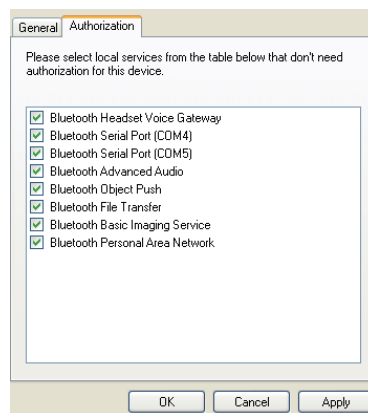 General Authorization
Please select local services from the table below that don't need
authorization for this device.
Bluetooth Headset Voice Gateway
Bluetooth Serial Port (COM4)
Bluetooth Serial Port (COM5)
Bluetooth Advanced Audio
Bluetooth Object Push
Bluetooth File Transfer
Bluetooth Basic Imaging Service
Bluetooth Personal Area Network
OK Cancel Apply